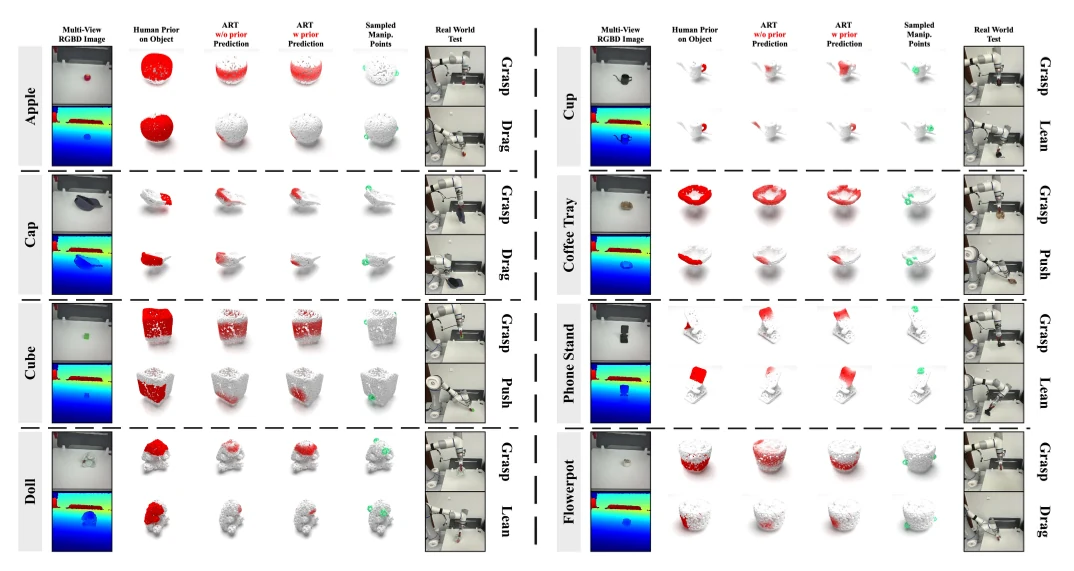 Multi-View
RGBD Image
Human Prior
on Object
ART
w/o prior
Prediction
ART
w prior
Prediction
Sampled
Manip.
Points
Real World
Test
Apple
Grasp
Drag
Cap
Grasp
Drag
Cube
Grasp
Push
Doll
Grasp
Lean
Multi-View
RGBD Image
Human Prior
on Object
ART
w/o prior
Prediction
ART
w prior
Prediction
Sampled
Manip.
Points
Real World
Test
Cup
Grasp
Lean
Coffee Tray
Grasp
Push
Phone Stand
Grasp
Lean
Flowerpot
Grasp
Drag